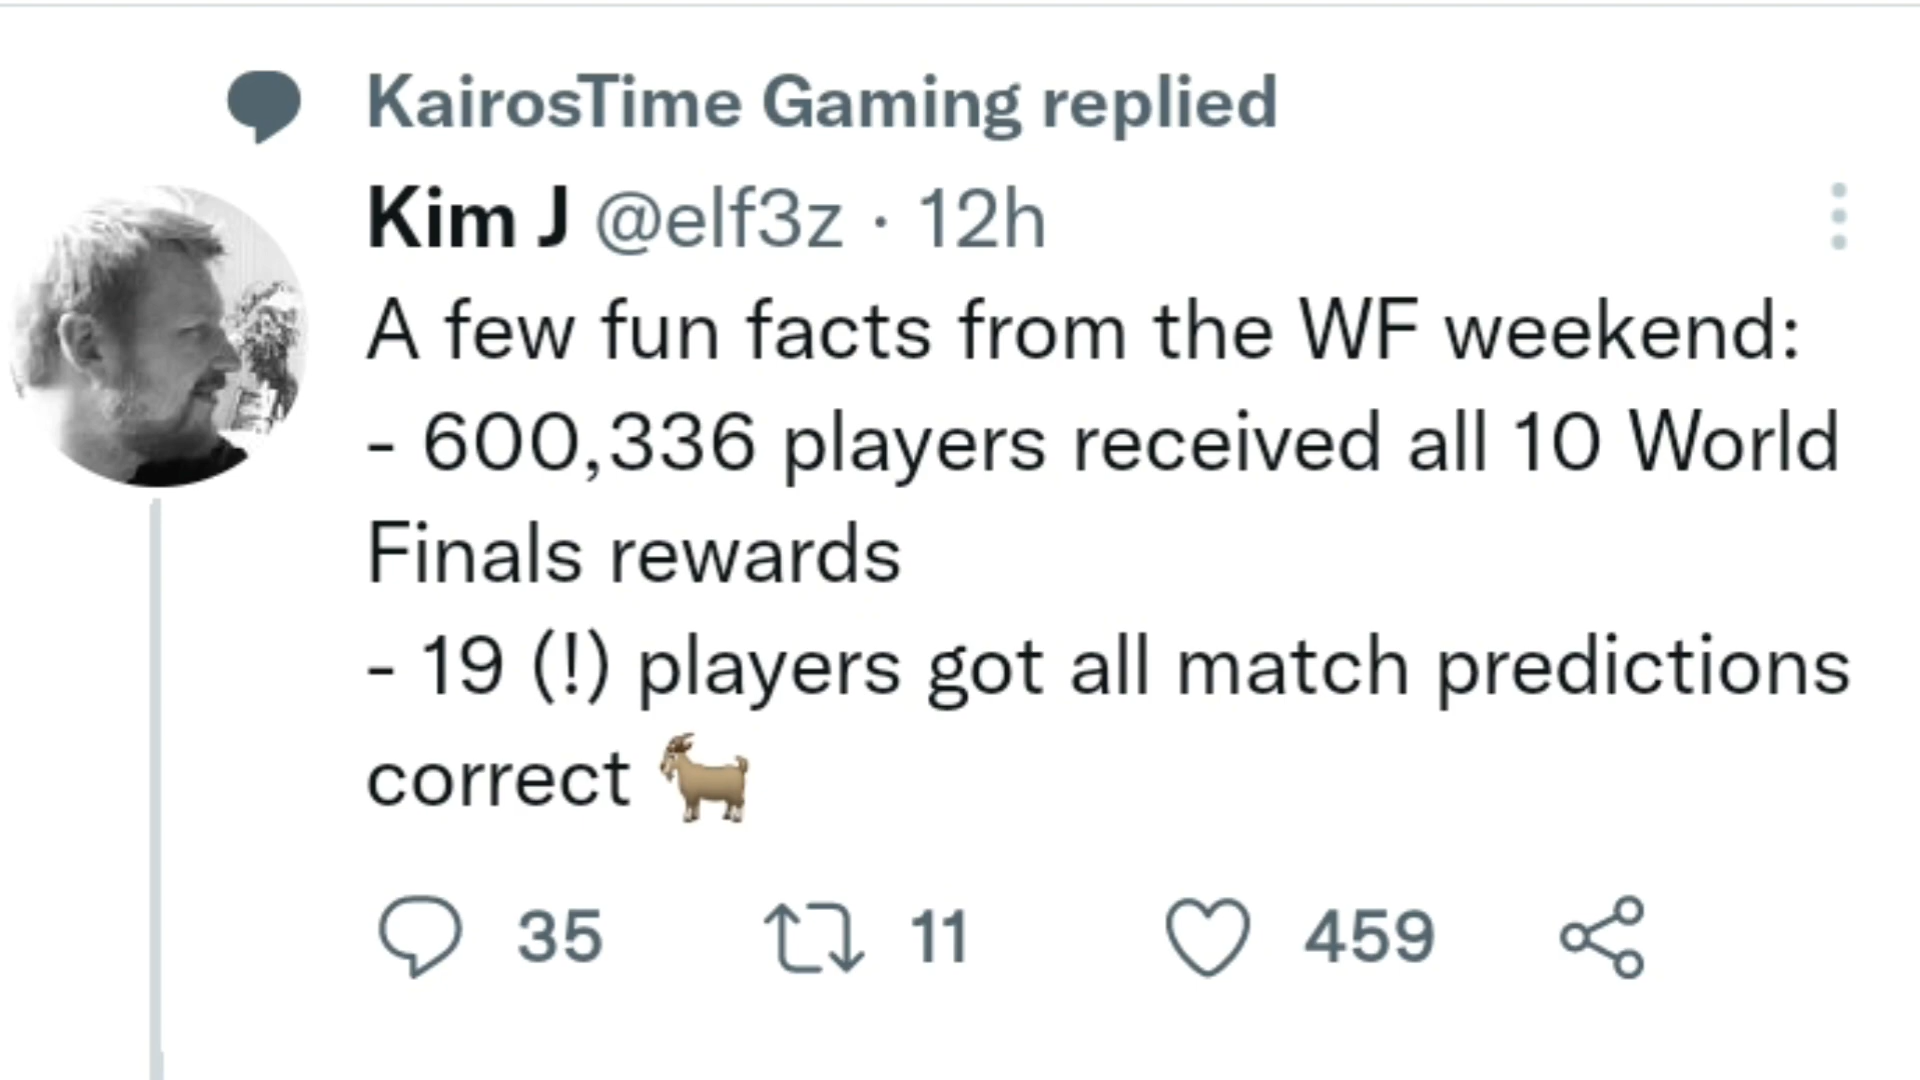 KairosTime Gaming replied
Kim J @elf3z · 12h
A few fun facts from the WF weekend:
- 600,336 players received all 10 World
Finals rewards
- 19 (!) players got all match predictions
correct 🐐
35 11 459